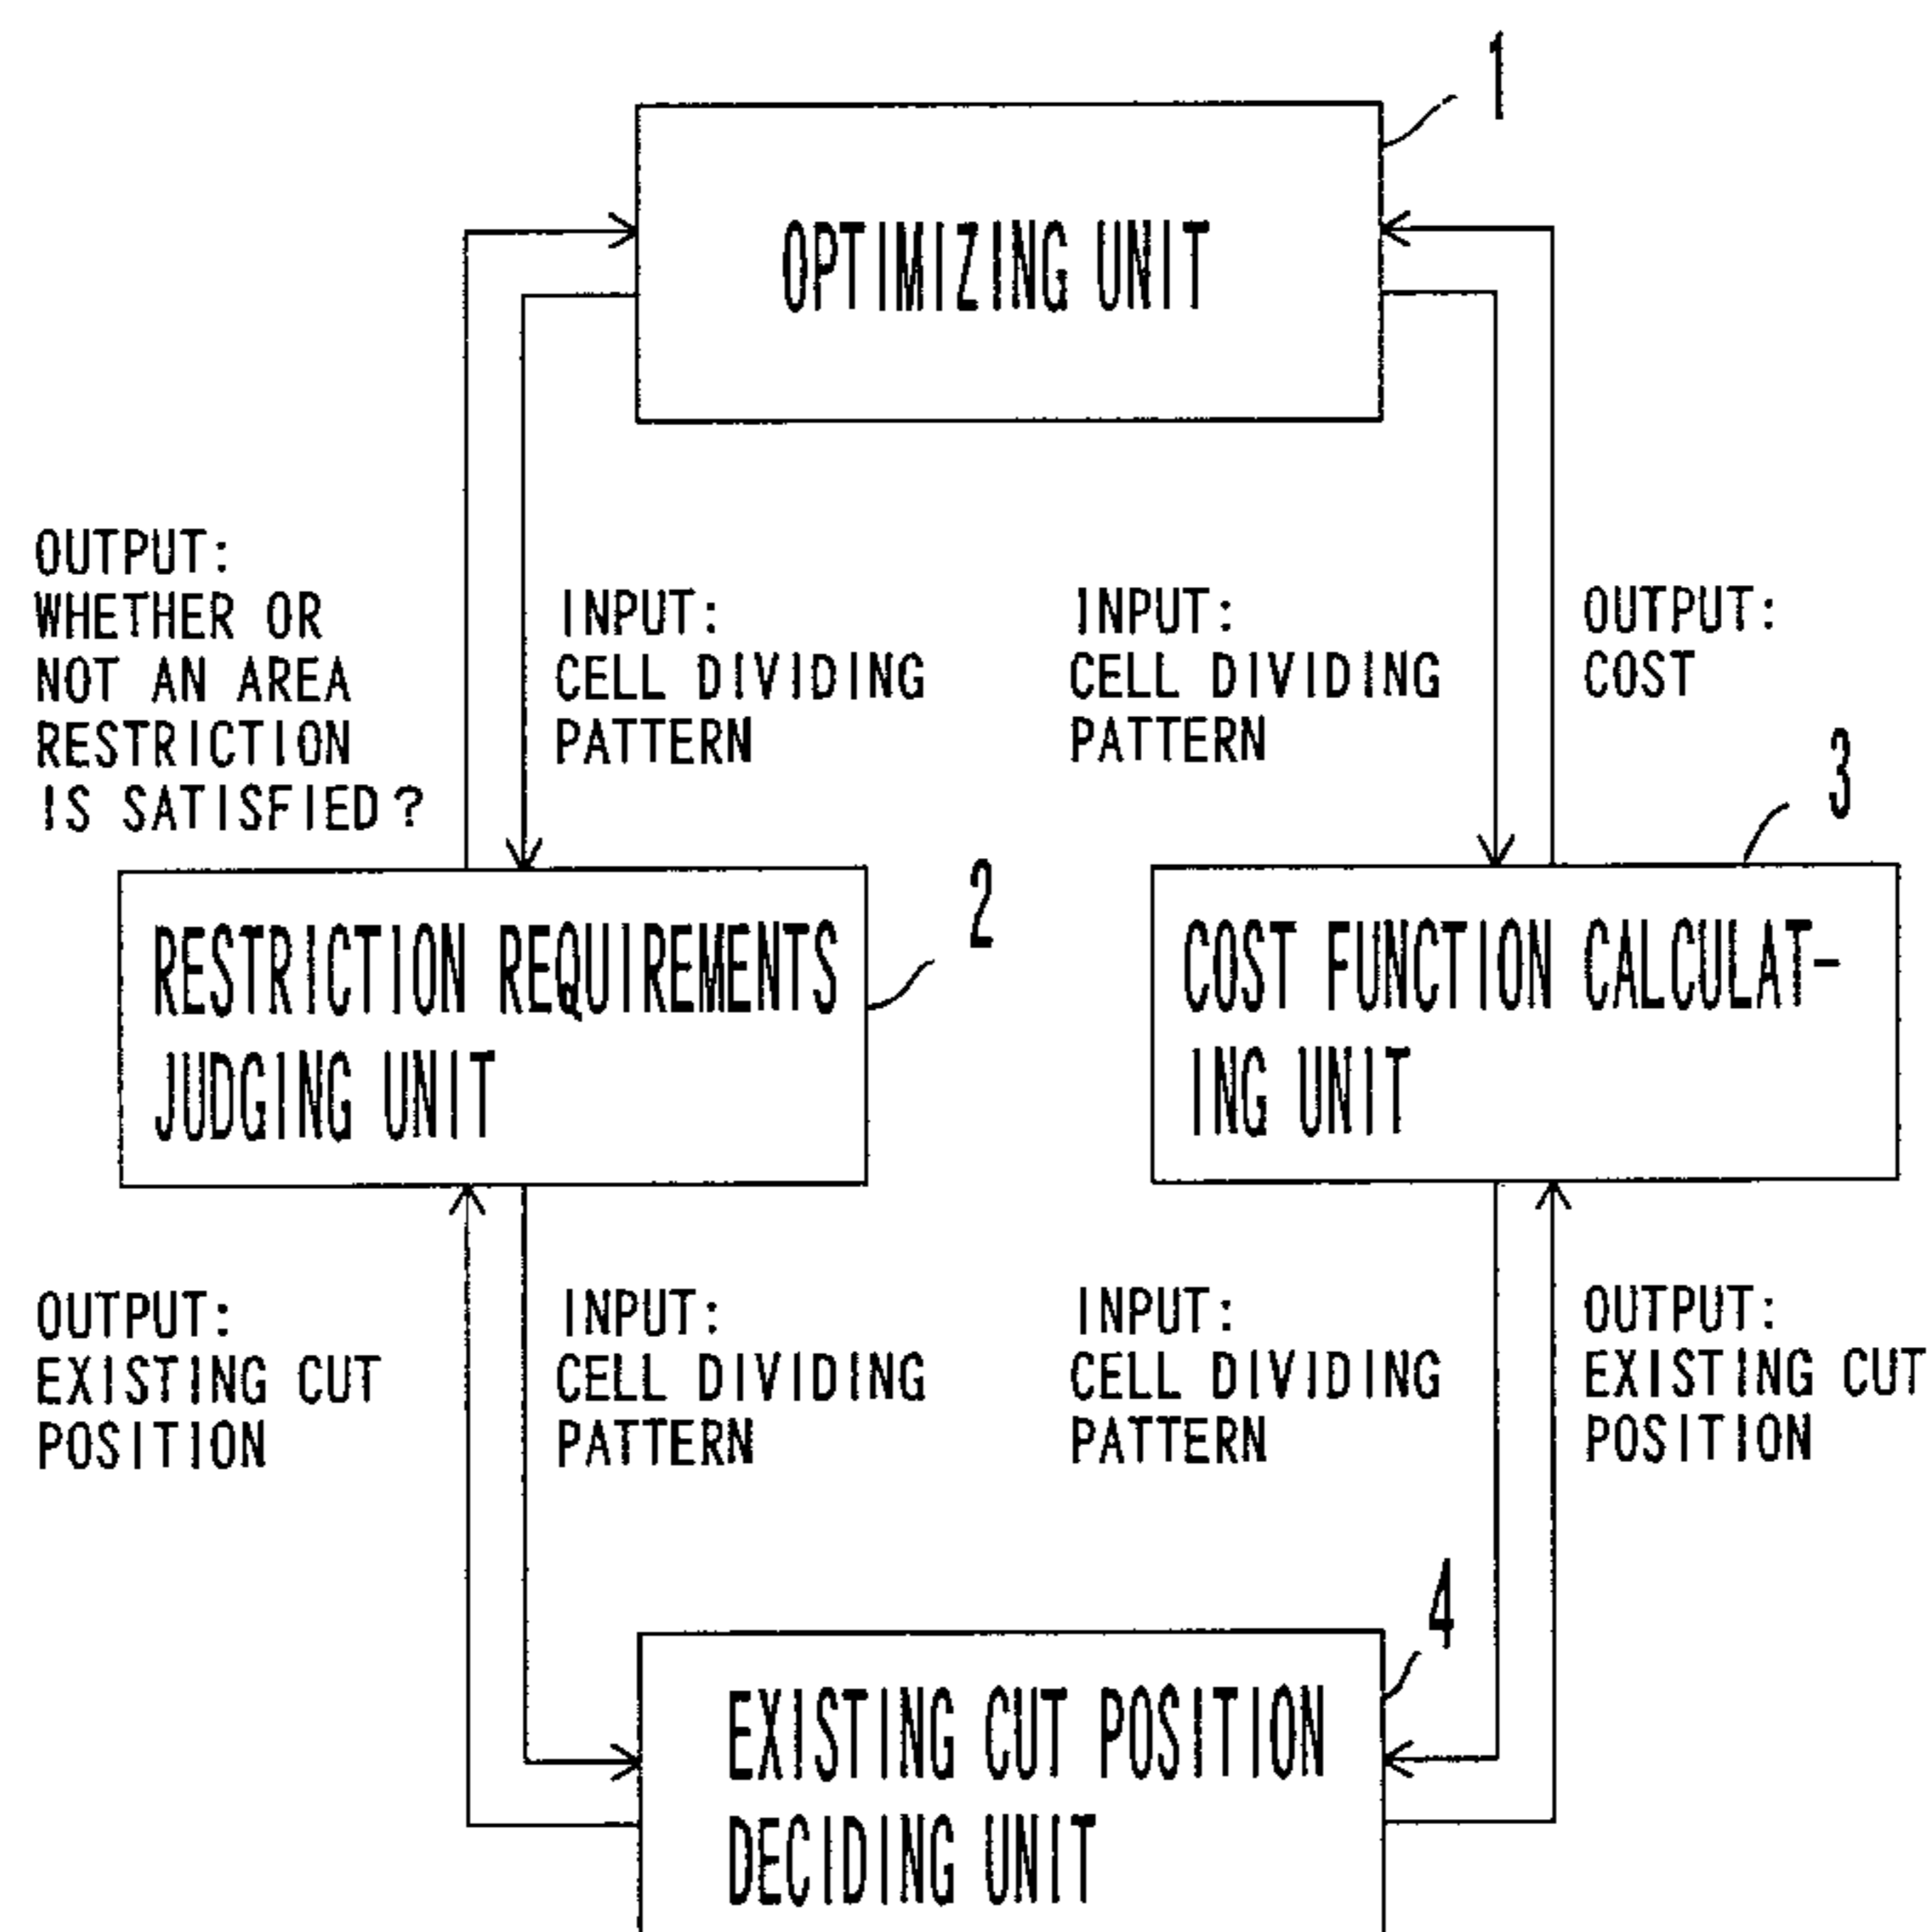 1
OPTIMIZING UNIT
OUTPUT:
WHETHER OR
NOT AN AREA
RESTRICTION
IS SATISFIED?
INPUT:
CELL DIVIDING
PATTERN
INPUT:
CELL DIVIDING
PATTERN
OUTPUT:
COST
2
RESTRICTION REQUIREMENTS
JUDGING UNIT
3
COST FUNCTION CALCULAT-
ING UNIT
OUTPUT:
EXISTING CUT
POSITION
INPUT:
CELL DIVIDING
PATTERN
INPUT:
CELL DIVIDING
PATTERN
OUTPUT:
EXISTING CUT
POSITION
4
EXISTING CUT POSITION
DECIDING UNIT